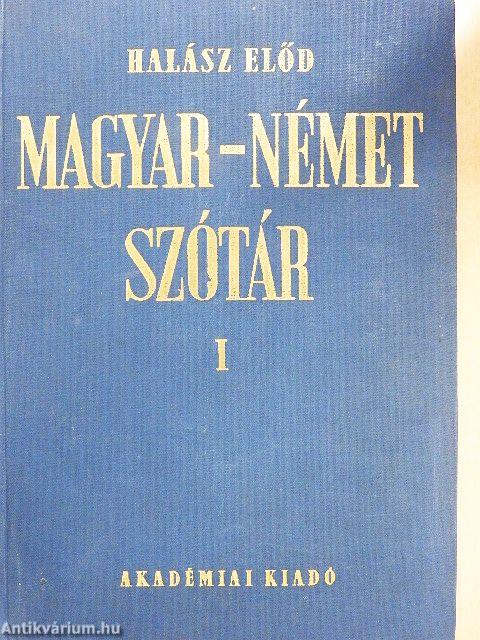 HALÁSZ ELŐD
MAGYAR–NÉMET
SZÓTÁR
I
AKADÉMIAI KIADÓ
Antikvárium.hu